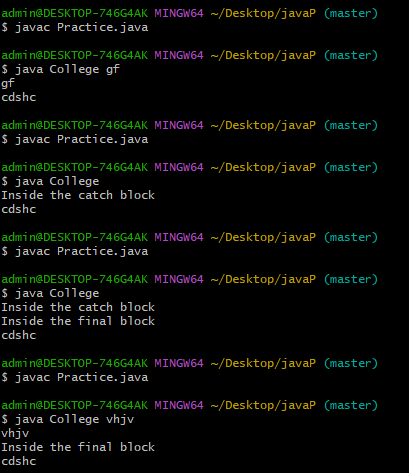 admin@DESKTOP-746G4AK MINGW64 ~/Desktop/javaP (master)
$ javac Practice.java
admin@DESKTOP-746G4AK MINGW64 ~/Desktop/javaP (master)
$ java College gf
gf
cdshc
admin@DESKTOP-746G4AK MINGW64 ~/Desktop/javaP (master)
$ javac Practice.java
admin@DESKTOP-746G4AK MINGW64 ~/Desktop/javaP (master)
$ java College
Inside the catch block
cdshc
admin@DESKTOP-746G4AK MINGW64 ~/Desktop/javaP (master)
$ javac Practice.java
admin@DESKTOP-746G4AK MINGW64 ~/Desktop/javaP (master)
$ java College
Inside the catch block
Inside the final block
cdshc
admin@DESKTOP-746G4AK MINGW64 ~/Desktop/javaP (master)
$ javac Practice.java
admin@DESKTOP-746G4AK MINGW64 ~/Desktop/javaP (master)
$ java College vhjv
vhjv
Inside the final block
cdshc